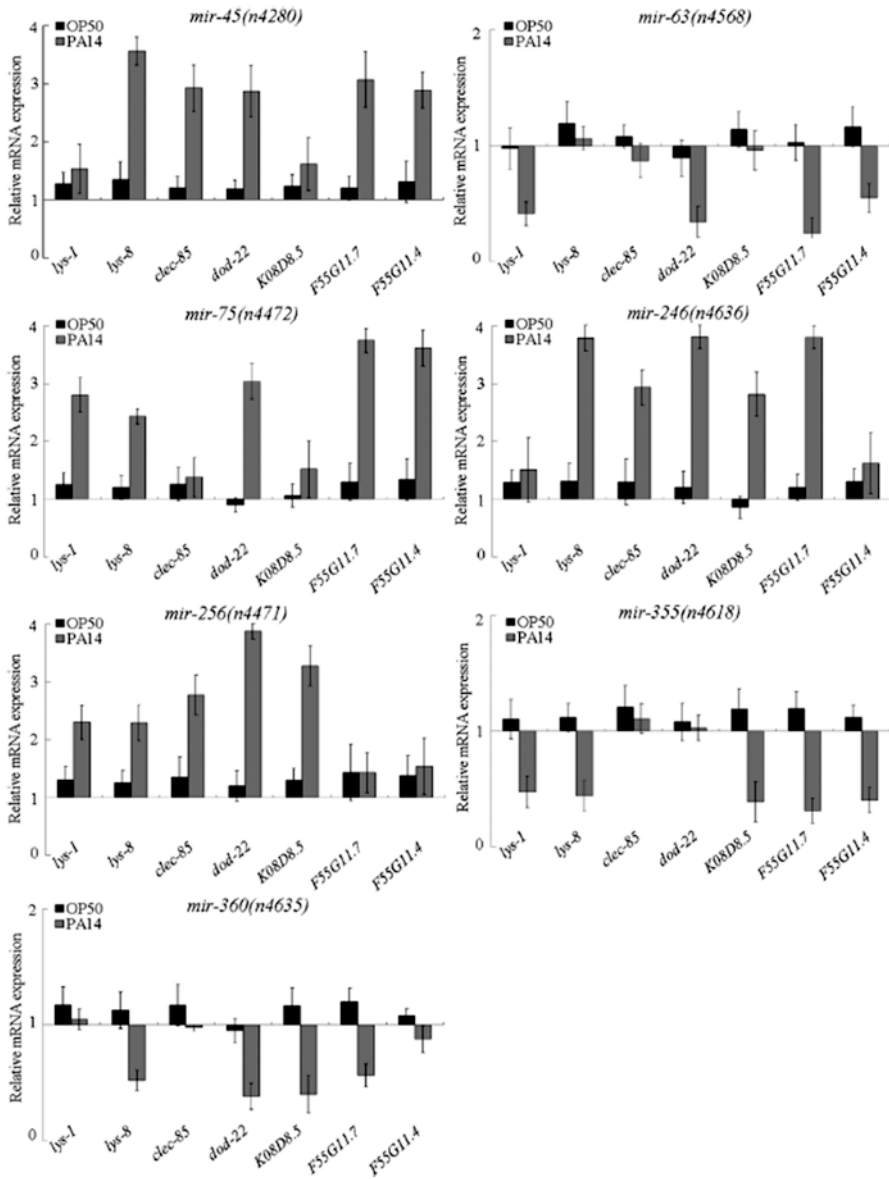 mir-45(n4280)
OP50
PA14
Relative mRNA expression
4
3
2
1
0
lys-1
lys-8
clec-85
dod-22
K08D8.5
F55G11.7
F55G11.4
mir-63(n4568)
OP50
PA14
Relative mRNA expression
2
1
0
lys-1
lys-8
clec-85
dod-22
K08D8.5
F55G11.7
F55G11.4
mir-75(n4472)
OP50
PA14
Relative mRNA expression
4
3
2
1
0
lys-1
lys-8
clec-85
dod-22
K08D8.5
F55G11.7
F55G11.4
mir-246(n4636)
OP50
PA14
Relative mRNA expression
4
3
2
1
0
lys-1
lys-8
clec-85
dod-22
K08D8.5
F55G11.7
F55G11.4
mir-256(n4471)
OP50
PA14
Relative mRNA expression
4
3
2
1
0
lys-1
lys-8
clec-85
dod-22
K08D8.5
F55G11.7
F55G11.4
mir-355(n4618)
OP50
PA14
Relative mRNA expression
2
1
0
lys-1
lys-8
clec-85
dod-22
K08D8.5
F55G11.7
F55G11.4
mir-360(n4635)
OP50
PA14
Relative mRNA expression
2
1
0
lys-1
lys-8
clec-85
dod-22
K08D8.5
F55G11.7
F55G11.4